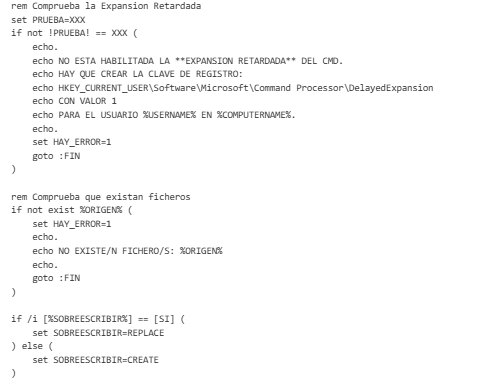 rem Comprueba la Expansion Retardada
set PRUEBA=XXX
if not !PRUEBA! == XXX (
    echo.
    echo NO ESTA HABILITADA LA **EXPANSION RETARDADA** DEL CMD.
    echo HAY QUE CREAR LA CLAVE DE REGISTRO:
    echo HKEY_CURRENT_USER\Software\Microsoft\Command Processor\DelayedExpansion
    echo CON VALOR 1
    echo PARA EL USUARIO %USERNAME% EN %COMPUTERNAME%.
    echo.
    set HAY_ERROR=1
    goto :FIN
)

rem Comprueba que existan ficheros
if not exist %ORIGEN% (
    set HAY_ERROR=1
    echo.
    echo NO EXISTE/N FICHERO/S: %ORIGEN%
    echo.
    goto :FIN
)

if /i [%SOBREESCRIBIR%] == [SI] (
    set SOBREESCRIBIR=REPLACE
) else (
    set SOBREESCRIBIR=CREATE
)